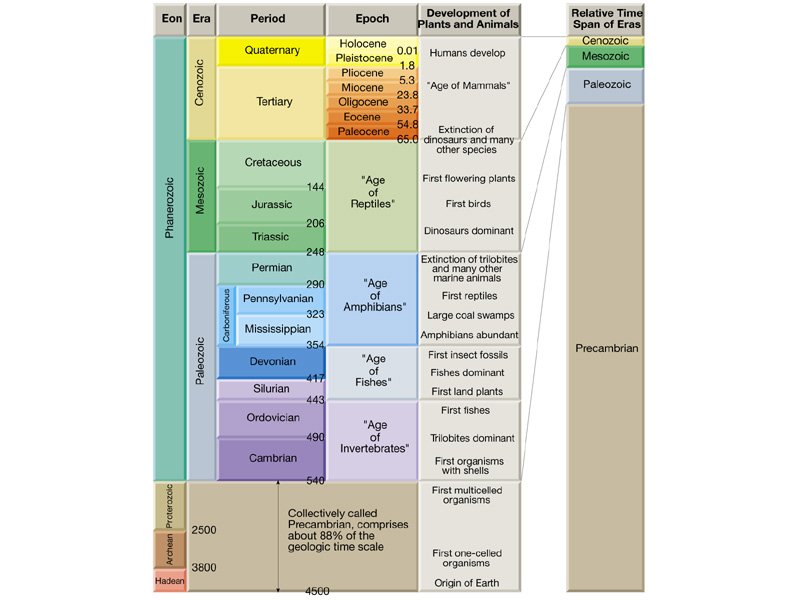 Eon
Era
Period
Epoch
Development of
Plants and Animals
Relative Time
Span of Eras
Phanerozoic
Cenozoic
Quaternary
Holocene
0.01
Pleistocene
1.8
Humans develop
Tertiary
Pliocene
5.3
Miocene
23.8
Oligocene
33.7
Eocene
54.8
Paleocene
65.0
"Age of Mammals"
Extinction of
dinosaurs and many
other species
Mesozoic
Cretaceous
144
Jurassic
206
Triassic
248
"Age
of
Reptiles"
First flowering plants
First birds
Dinosaurs dominant
Paleozoic
Permian
290
Carboniferous
Pennsylvanian
323
Mississippian
354
"Age
of
Amphibians"
Extinction of trilobites
and many other
marine animals
First reptiles
Large coal swamps
Amphibians abundant
Devonian
417
Silurian
443
"Age
of
Fishes"
First insect fossils
Fishes dominant
First land plants
Ordovician
490
Cambrian
540
"Age
of
Invertebrates"
First fishes
Trilobites dominant
First organisms
with shells
Proterozoic
2500
Archean
3800
Hadean
4500
Collectively called
Precambrian, comprises
about 88% of the
geologic time scale
First multicelled
organisms
First one-celled
organisms
Origin of Earth
Cenozoic
Mesozoic
Paleozoic
Precambrian